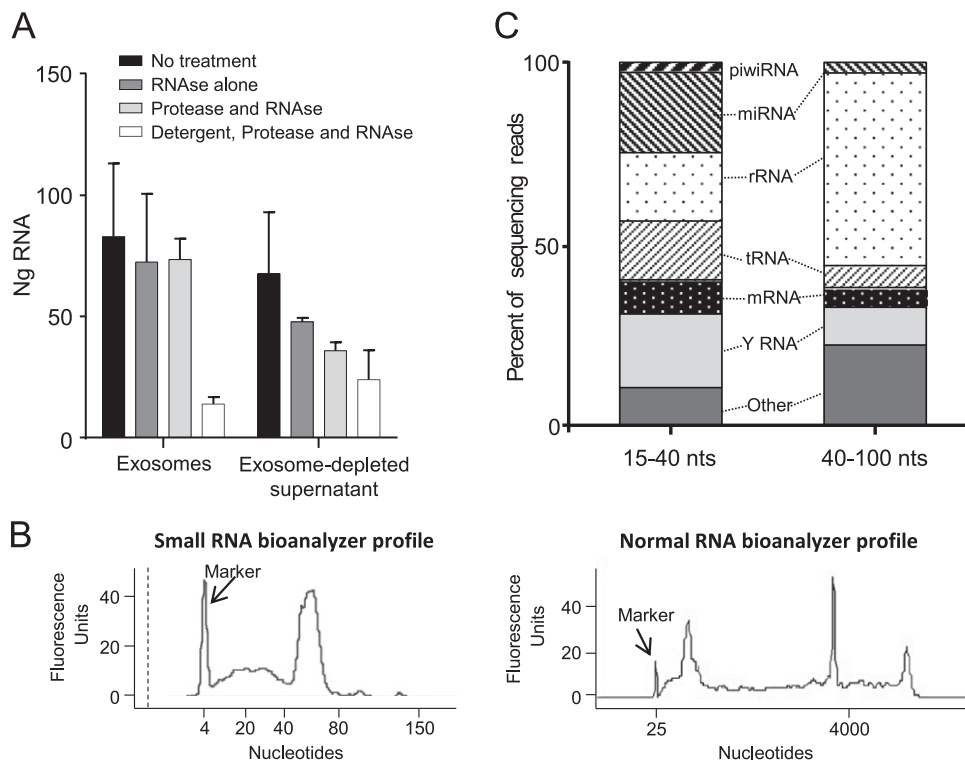 A
No treatment
RNAse alone
Protease and RNAse
Detergent, Protease and RNAse
150
100
50
0
Ng RNA
Exosomes
Exosome-depleted
supernatant
C
100
50
0
Percent of sequencing reads
piwiRNA
miRNA
rRNA
tRNA
mRNA
Y RNA
Other
15-40 nts
40-100 nts
B
Small RNA bioanalyzer profile
Marker
Fluorescence
Units
40
20
0
4
20
40
80
150
Nucleotides
Normal RNA bioanalyzer profile
Marker
Fluorescence
Units
40
20
0
25
4000
Nucleotides